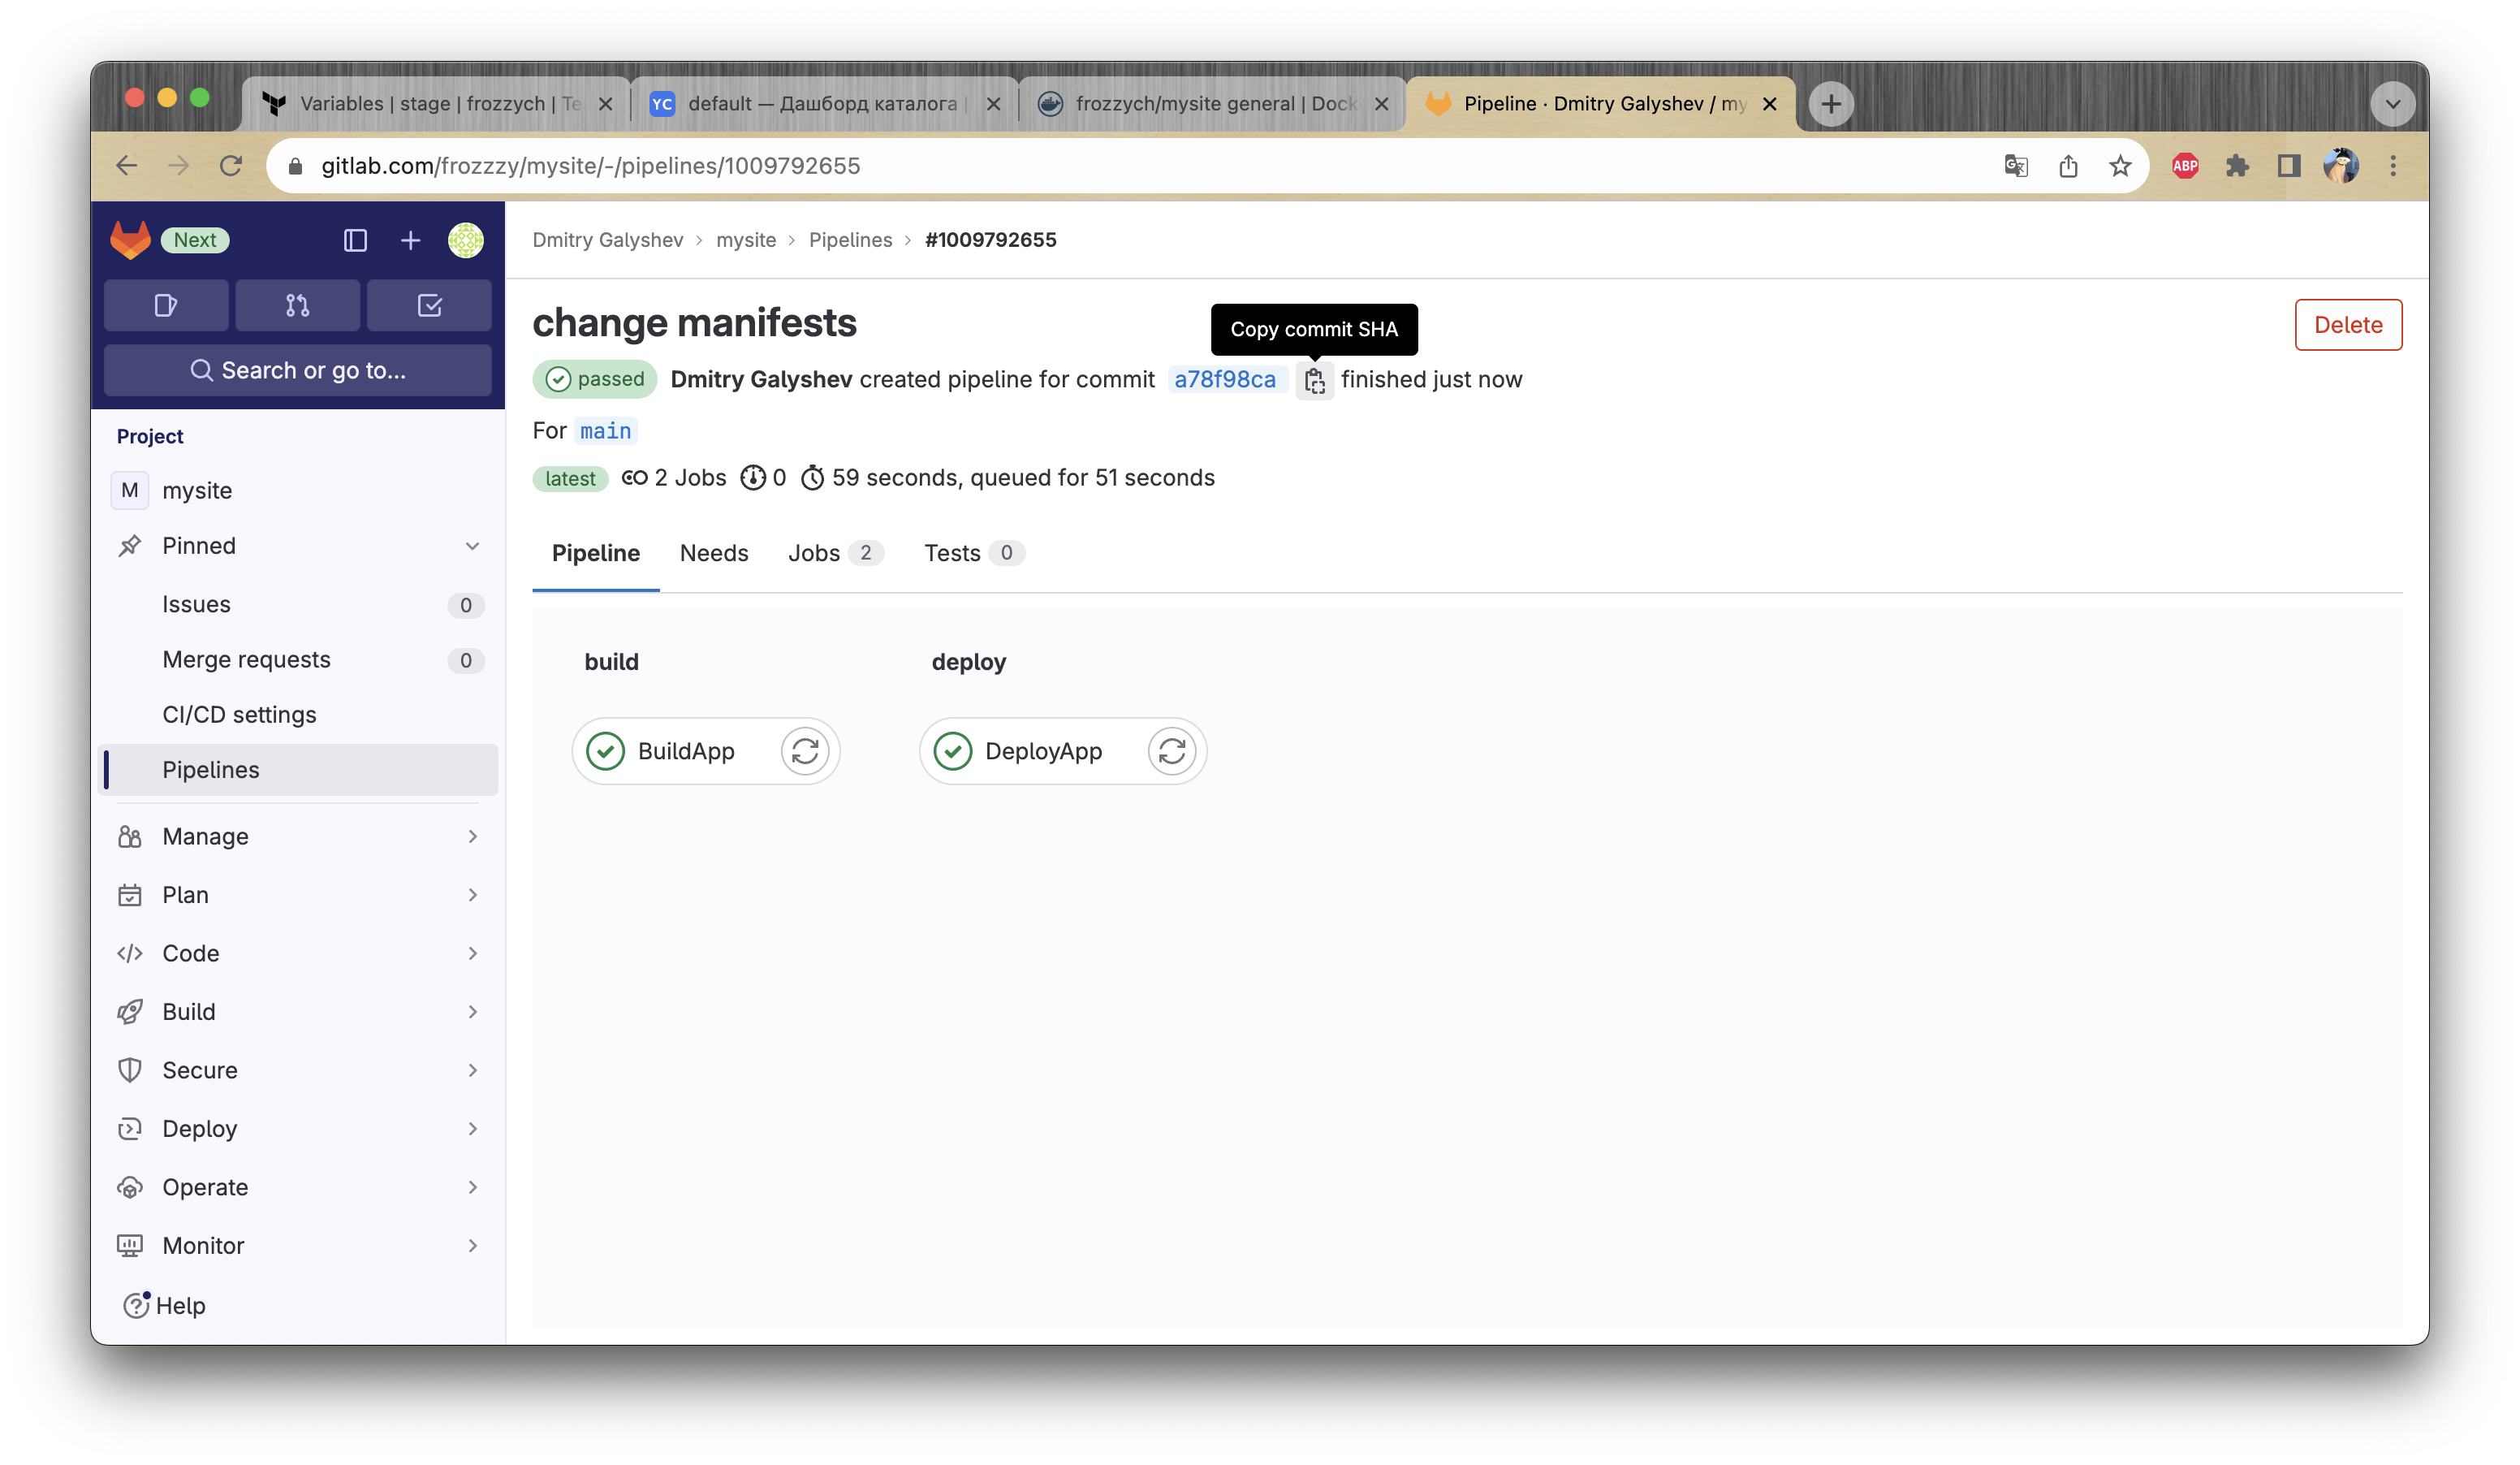 Variables | stage | frozzych | Te
YC default — Дашборд каталога |
frozzych/mysite general | Dock
Pipeline · Dmitry Galyshev / my
gitlab.com/frozzzy/mysite/-/pipelines/1009792655
ABP
Next
Search or go to...
Project
M mysite
Pinned
Issues 0
Merge requests 0
CI/CD settings
Pipelines
Manage
Plan
Code
Build
Secure
Deploy
Operate
Monitor
Help
Dmitry Galyshev > mysite > Pipelines > #1009792655
change manifests
Copy commit SHA
Delete
passed Dmitry Galyshev created pipeline for commit a78f98ca finished just now
For main
latest 2 Jobs 0 59 seconds, queued for 51 seconds
Pipeline Needs Jobs 2 Tests 0
build deploy
BuildApp DeployApp